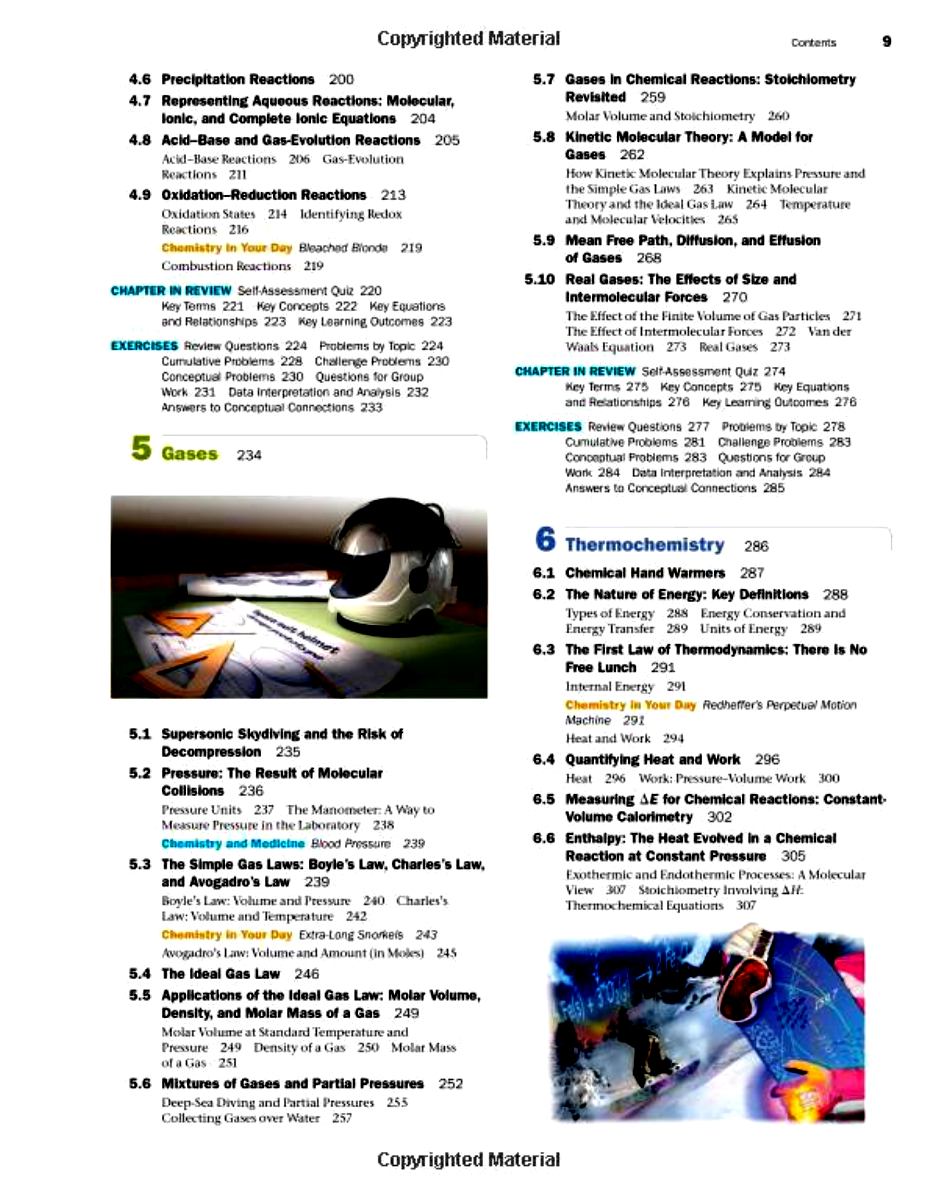 Copyrighted Material
Contents 9
4.6 Precipitation Reactions 200
4.7 Representing Aqueous Reactions: Molecular,
Ionic, and Complete Ionic Equations 204
4.8 Acid–Base and Gas-Evolution Reactions 205
Acid–Base Reactions 206 Gas-Evolution
Reactions 211
4.9 Oxidation–Reduction Reactions 213
Oxidation States 214 Identifying Redox
Reactions 216
Chemistry in Your Day Bleached Blonde 219
Combustion Reactions 219
CHAPTER IN REVIEW Self-Assessment Quiz 220
Key Terms 221 Key Concepts 222 Key Equations
and Relationships 223 Key Learning Outcomes 223
EXERCISES Review Questions 224 Problems by Topic 224
Cumulative Problems 228 Challenge Problems 230
Conceptual Problems 230 Questions for Group
Work 231 Data Interpretation and Analysis 232
Answers to Conceptual Connections 233
5 Gases 234
5.1 Supersonic Skydiving and the Risk of
Decompression 235
5.2 Pressure: The Result of Molecular
Collisions 236
Pressure Units 237 The Manometer: A Way to
Measure Pressure in the Laboratory 238
Chemistry and Medicine Blood Pressure 239
5.3 The Simple Gas Laws: Boyle's Law, Charles's Law,
and Avogadro's Law 239
Boyle's Law: Volume and Pressure 240 Charles's
Law: Volume and Temperature 242
Chemistry in Your Day Extra-Long Snorkels 243
Avogadro's Law: Volume and Amount (in Moles) 245
5.4 The Ideal Gas Law 246
5.5 Applications of the Ideal Gas Law: Molar Volume,
Density, and Molar Mass of a Gas 249
Molar Volume at Standard Temperature and
Pressure 249 Density of a Gas 250 Molar Mass
of a Gas 251
5.6 Mixtures of Gases and Partial Pressures 252
Deep-Sea Diving and Partial Pressures 255
Collecting Gases over Water 257
5.7 Gases in Chemical Reactions: Stoichiometry
Revisited 259
Molar Volume and Stoichiometry 260
5.8 Kinetic Molecular Theory: A Model for
Gases 262
How Kinetic Molecular Theory Explains Pressure and
the Simple Gas Laws 263 Kinetic Molecular
Theory and the Ideal Gas Law 264 Temperature
and Molecular Velocities 265
5.9 Mean Free Path, Diffusion, and Effusion
of Gases 268
5.10 Real Gases: The Effects of Size and
Intermolecular Forces 270
The Effect of the Finite Volume of Gas Particles 271
The Effect of Intermolecular Forces 272 Van der
Waals Equation 273 Real Gases 273
CHAPTER IN REVIEW Self-Assessment Quiz 274
Key Terms 275 Key Concepts 275 Key Equations
and Relationships 276 Key Learning Outcomes 276
EXERCISES Review Questions 277 Problems by Topic 278
Cumulative Problems 281 Challenge Problems 283
Conceptual Problems 283 Questions for Group
Work 284 Data Interpretation and Analysis 284
Answers to Conceptual Connections 285
6 Thermochemistry 286
6.1 Chemical Hand Warmers 287
6.2 The Nature of Energy: Key Definitions 288
Types of Energy 288 Energy Conservation and
Energy Transfer 289 Units of Energy 289
6.3 The First Law of Thermodynamics: There Is No
Free Lunch 291
Internal Energy 291
Chemistry in Your Day Redheffer's Perpetual Motion
Machine 291
Heat and Work 294
6.4 Quantifying Heat and Work 296
Heat 296 Work: Pressure–Volume Work 300
6.5 Measuring ΔE for Chemical Reactions: Constant-
Volume Calorimetry 302
6.6 Enthalpy: The Heat Evolved in a Chemical
Reaction at Constant Pressure 305
Exothermic and Endothermic Processes: A Molecular
View 307 Stoichiometry Involving ΔH:
Thermochemical Equations 307
Copyrighted Material